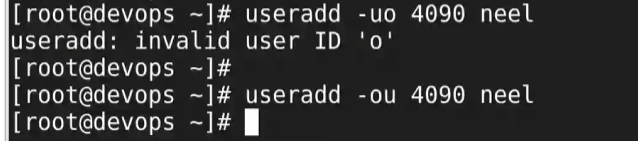 [root@devops ~]# useradd -uo 4090 neel
useradd: invalid user ID 'o'
[root@devops ~]#
[root@devops ~]# useradd -ou 4090 neel
[root@devops ~]#